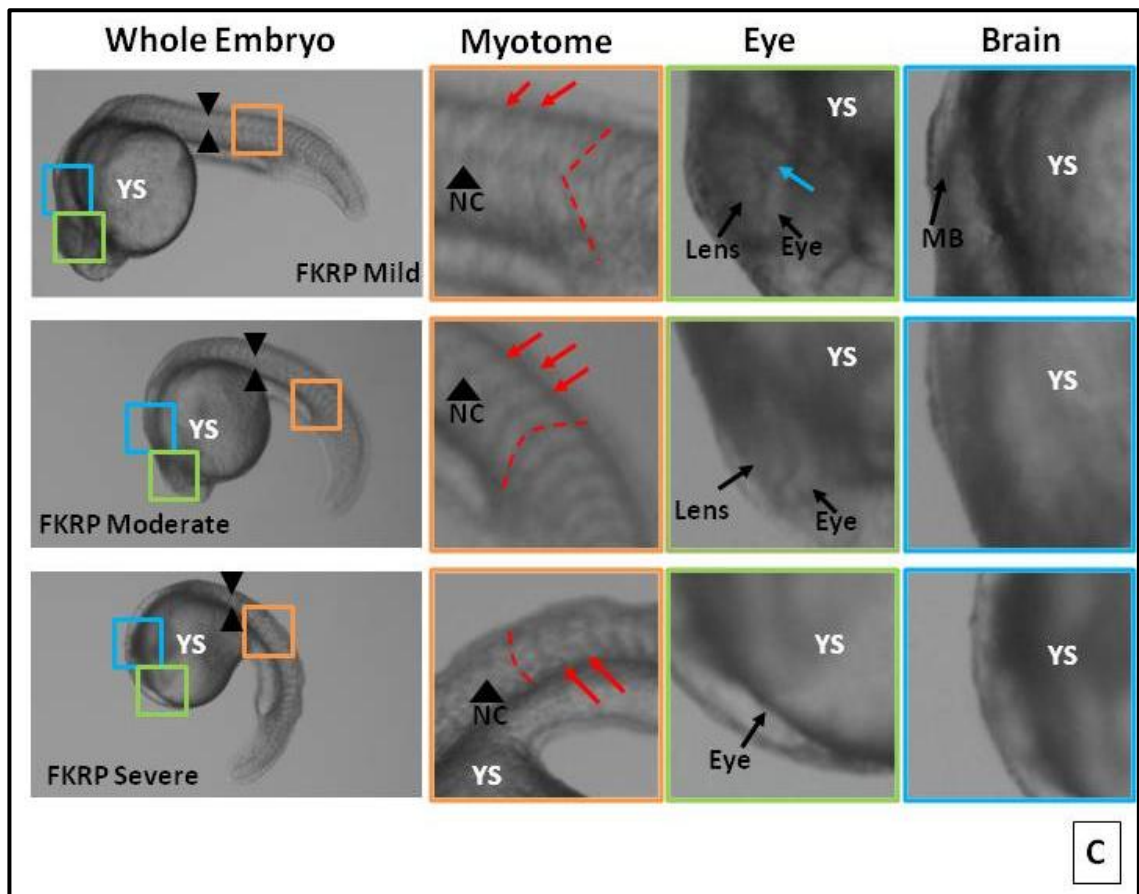 Whole Embryo Myotome Eye Brain
YS
FKRP Mild
NC
YS
Lens
Eye
YS
MB
YS
FKRP Moderate
NC
YS
Lens
Eye
YS
YS
FKRP Severe
NC
YS
YS
Eye
YS
C